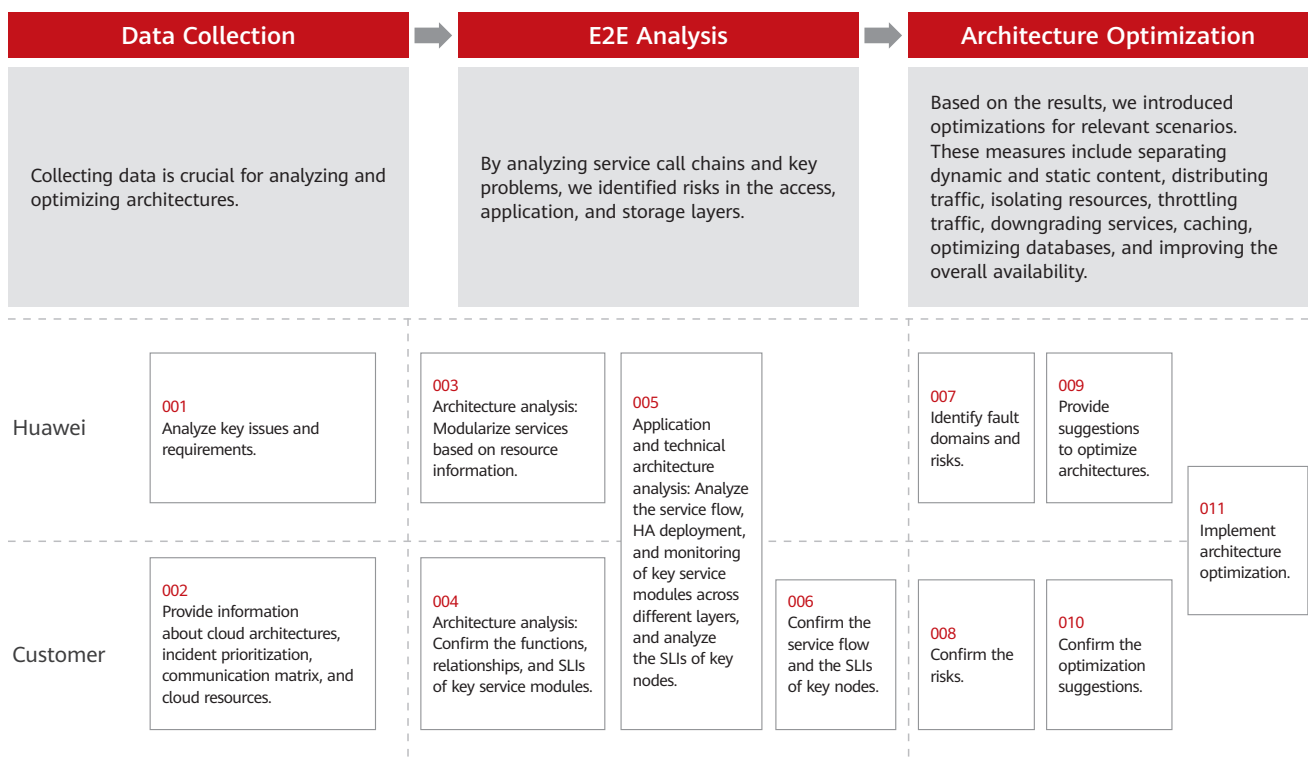 Data Collection
E2E Analysis
Architecture Optimization
Collecting data is crucial for analyzing and
optimizing architectures.
By analyzing service call chains and key
problems, we identified risks in the access,
application, and storage layers.
Based on the results, we introduced
optimizations for relevant scenarios.
These measures include separating
dynamic and static content, distributing
traffic, isolating resources, throttling
traffic, downgrading services, caching,
optimizing databases, and improving the
overall availability.
Huawei
001
Analyze key issues and
requirements.
003
Architecture analysis:
Modularize services
based on resource
information.
005
Application
and technical
architecture
analysis: Analyze
the service flow,
HA deployment,
and monitoring
of key service
modules across
different layers,
and analyze
the SLIs of key
nodes.
007
Identify fault
domains and
risks.
009
Provide
suggestions
to optimize
architectures.
011
Implement
architecture
optimization.
Customer
002
Provide information
about cloud architectures,
incident prioritization,
communication matrix, and
cloud resources.
004
Architecture analysis:
Confirm the functions,
relationships, and SLIs
of key service modules.
006
Confirm the
service flow
and the SLIs
of key nodes.
008
Confirm the
risks.
010
Confirm the
optimization
suggestions.